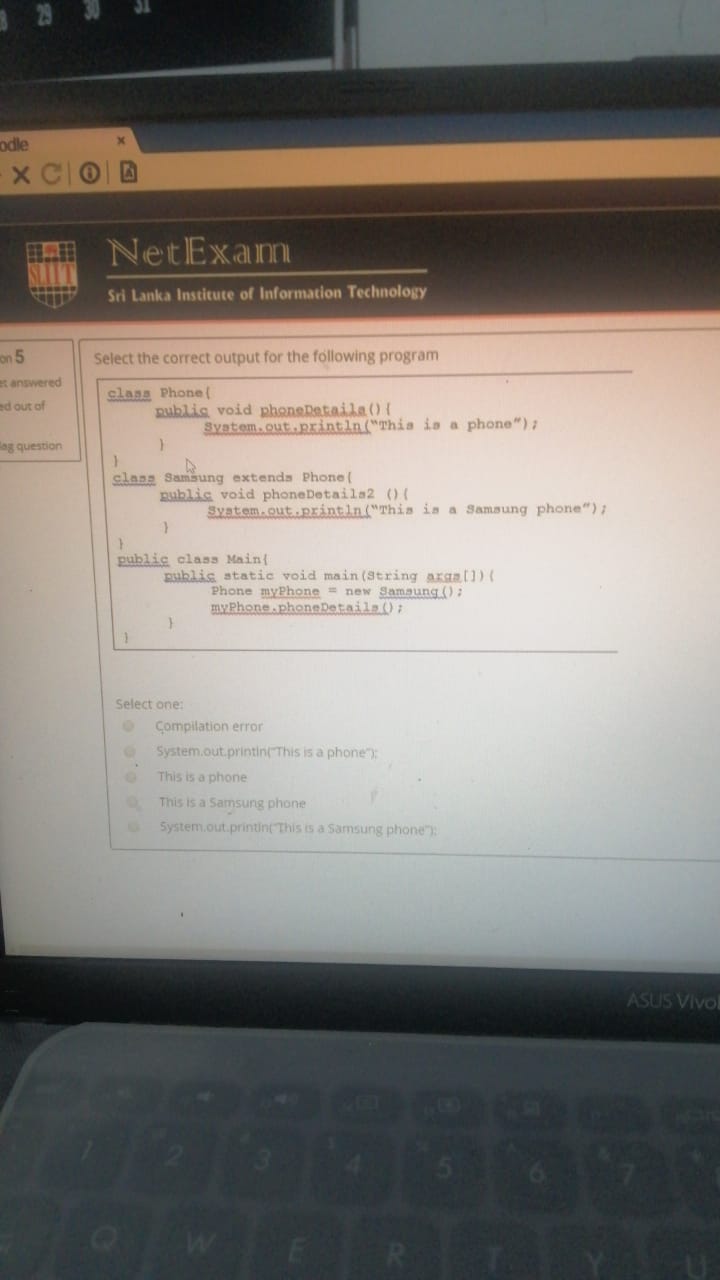 29 30 31
odle ×
NetExam
SLIIT
Sri Lanka Institute of Information Technology
on 5
et answered
ed out of
lag question
Select the correct output for the following program
class Phone{
public void phoneDetails(){
System.out.println("This is a phone");
}
}
class Samsung extends Phone{
public void phoneDetails2 (){
System.out.println("This is a Samsung phone");
}
}
public class Main{
public static void main(String args[]){
Phone myPhone = new Samsung();
myPhone.phoneDetails();
}
}
Select one:
Compilation error
System.out.println("This is a phone");
This is a phone
This is a Samsung phone
System.out.println("This is a Samsung phone");
ASUS Vivo
1 2 3 4 5 6 7
Q W E R T Y U